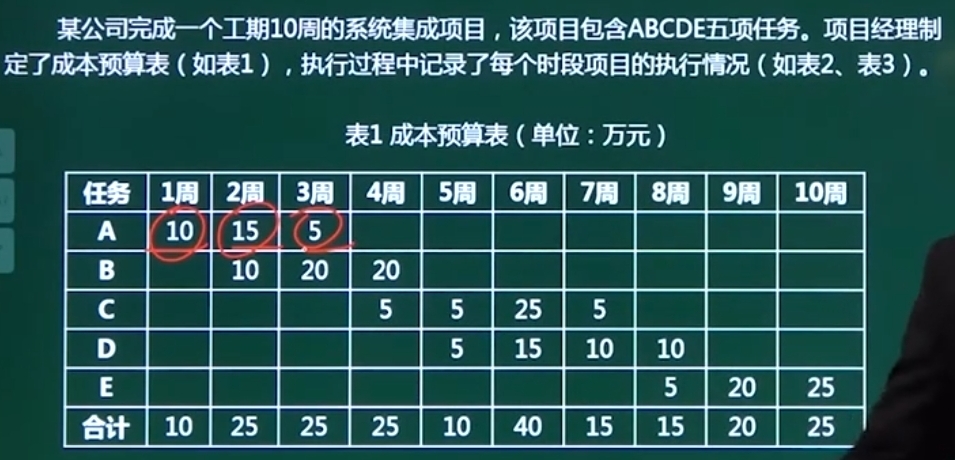 某公司完成一个工期10周的系统集成项目，该项目包含ABCDE五项任务。项目经理制
定了成本预算表（如表1），执行过程中记录了每个时段项目的执行情况（如表2、表3）。
表1 成本预算表（单位：万元）
任务 1周 2周 3周 4周 5周 6周 7周 8周 9周 10周
A 10 15 5
B 10 20 20
C 5 5 25 5
D 5 15 10 10
E 5 20 25
合计 10 25 25 25 10 40 15 15 20 25